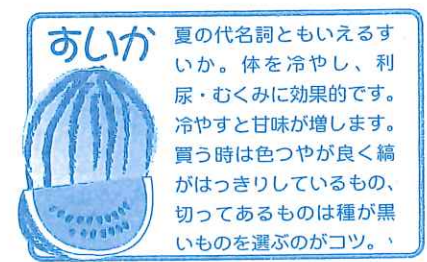 すいか
夏の代名詞ともいえるす
いか。体を冷やし、利
尿・むくみに効果的です。
冷やすと甘味が増します。
買う時は色つやが良く縞
がはっきりしているもの、
切ってあるものは種が黒
いものを選ぶのがコツ。